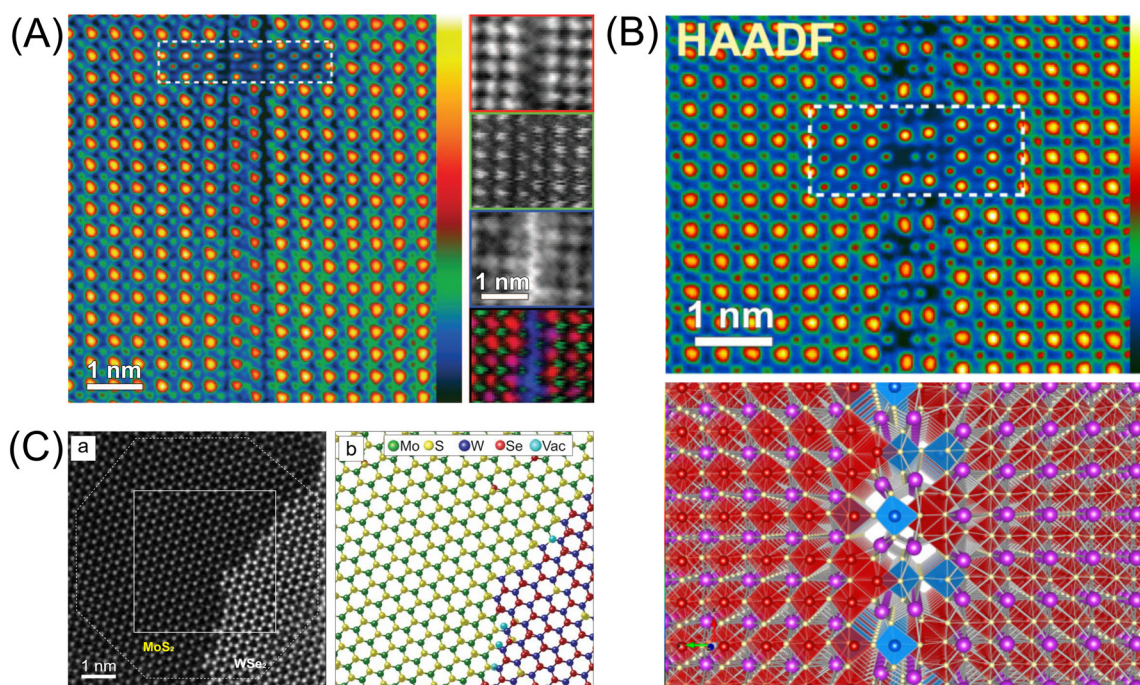 (A)
1 nm
1 nm
(B)
HAADF
1 nm
(C)
a
MoS₂
WSe₂
1 nm
b
Mo S W Se Vac